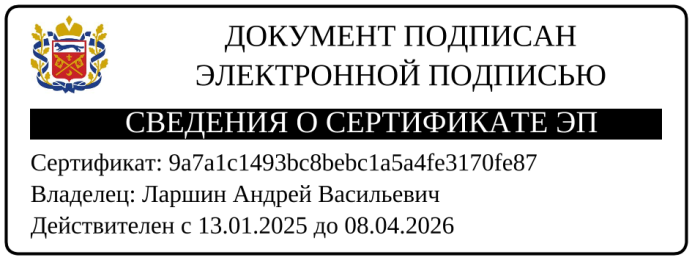 ДОКУМЕНТ ПОДПИСАН
ЭЛЕКТРОННОЙ ПОДПИСЬЮ
СВЕДЕНИЯ О СЕРТИФИКАТЕ ЭП
Сертификат: 9a7a1c1493bc8bebc1a5a4fe3170fe87
Владелец: Ларшин Андрей Васильевич
Действителен с 13.01.2025 до 08.04.2026